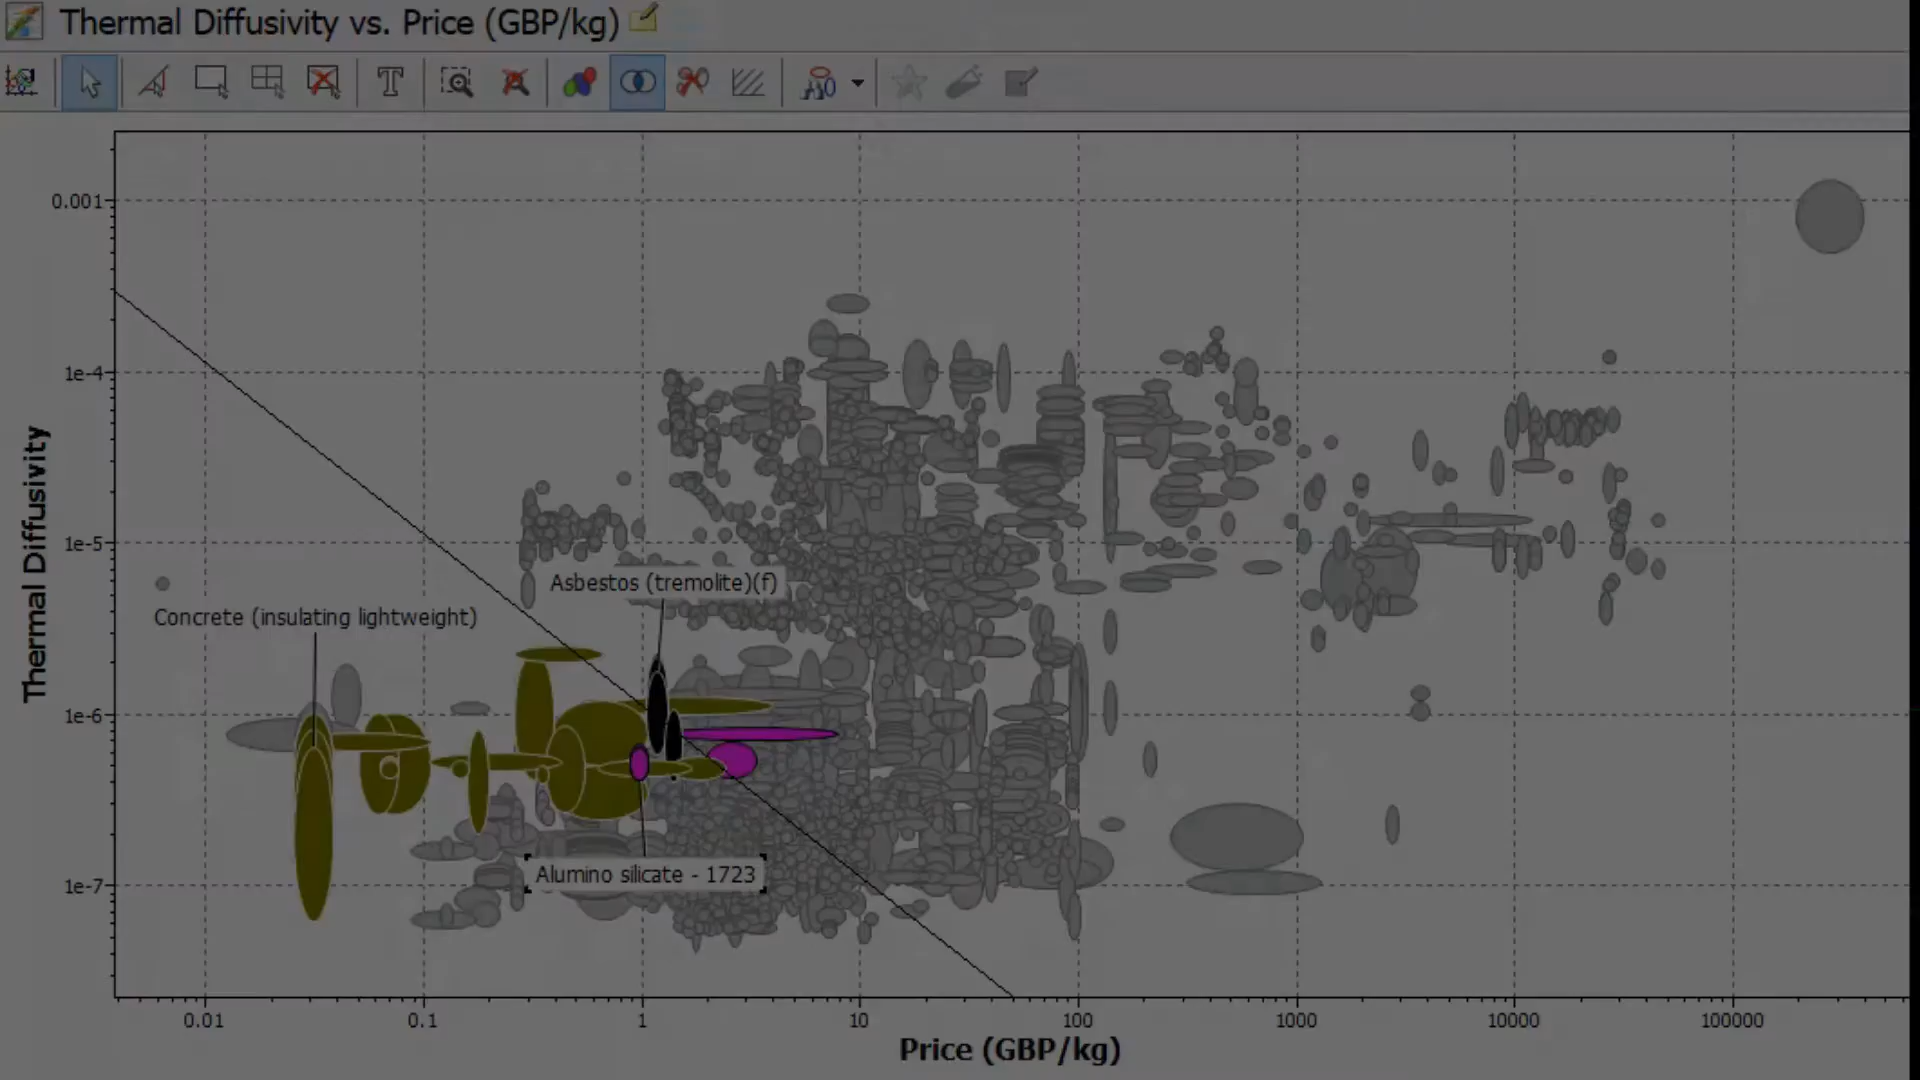 Thermal Diffusivity vs. Price (GBP/kg)
T
0.001
1e-4
1e-5
1e-6
1e-7
Thermal Diffusivity
Asbestos (tremolite)(f)
Concrete (insulating lightweight)
Alumino silicate - 1723
0.01
0.1
1
10
100
1000
10000
100000
Price (GBP/kg)